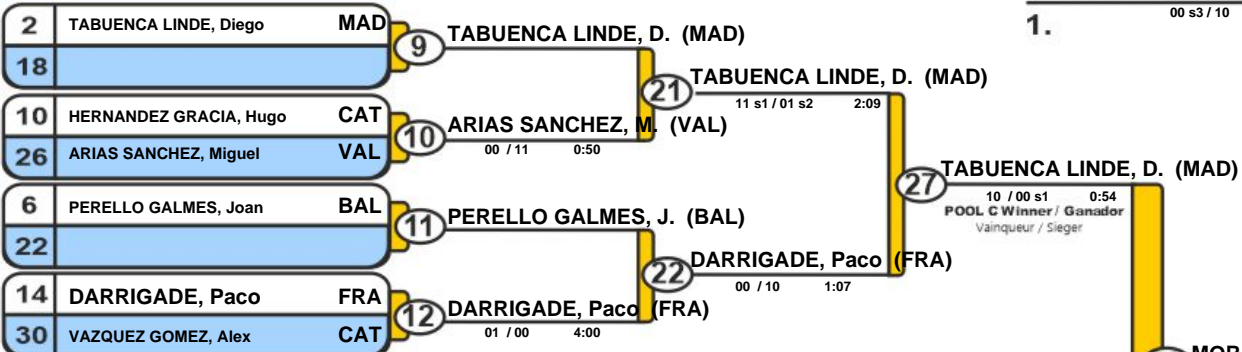 00 s3 / 10
1.
2 TABUENCA LINDE, Diego MAD
18
9 TABUENCA LINDE, D. (MAD)
21 TABUENCA LINDE, D. (MAD)
11 s1 / 01 s2 2:09
10 HERNANDEZ GRACIA, Hugo CAT
26 ARIAS SANCHEZ, Miguel VAL
10 ARIAS SANCHEZ, M. (VAL)
00 / 11 0:50
27 TABUENCA LINDE, D. (MAD)
10 / 00 s1 0:54
POOL C Winner / Ganador
Vainqueur / Sieger
6 PERELLO GALMES, Joan BAL
22
11 PERELLO GALMES, J. (BAL)
22 DARRIGADE, Paco (FRA)
00 / 10 1:07
14 DARRIGADE, Paco FRA
30 VAZQUEZ GOMEZ, Alex CAT
12 DARRIGADE, Paco (FRA)
01 / 00 4:00